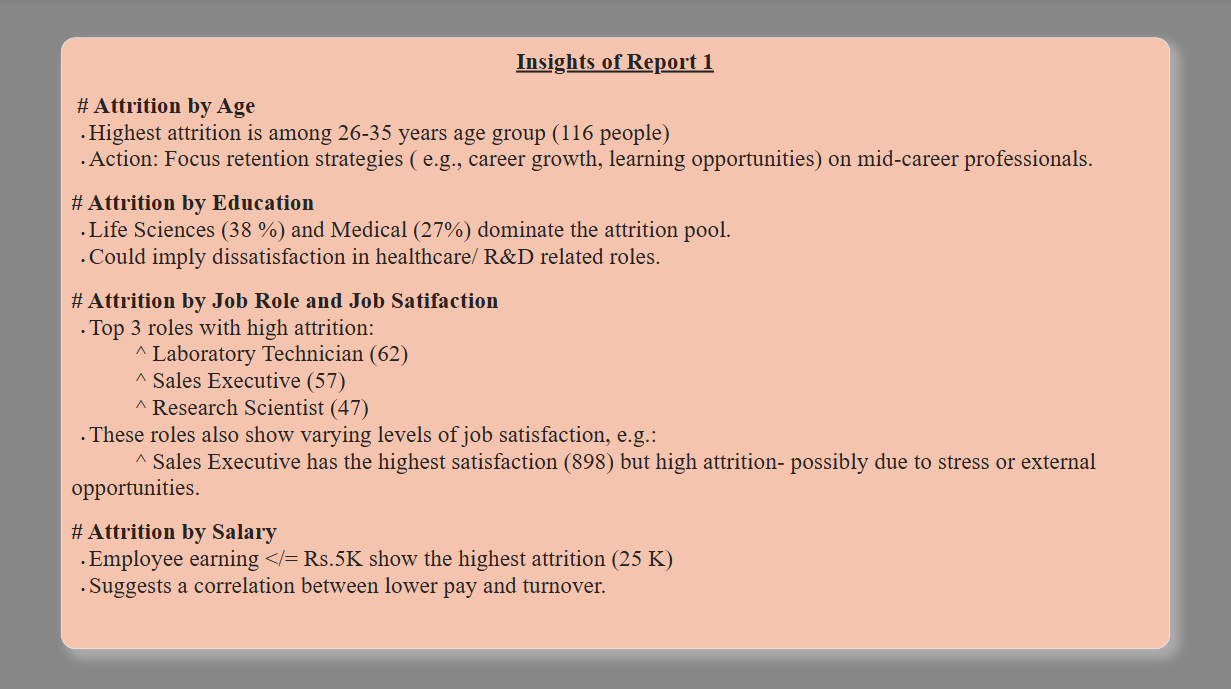 Insights of Report 1
# Attrition by Age
. Highest attrition is among 26-35 years age group (116 people)
. Action: Focus retention strategies ( e.g., career growth, learning opportunities) on mid-career professionals.
# Attrition by Education
. Life Sciences (38 %) and Medical (27%) dominate the attrition pool.
. Could imply dissatisfaction in healthcare/ R&D related roles.
# Attrition by Job Role and Job Satifaction
. Top 3 roles with high attrition:
^ Laboratory Technician (62)
^ Sales Executive (57)
^ Research Scientist (47)
. These roles also show varying levels of job satisfaction, e.g.:
^ Sales Executive has the highest satisfaction (898) but high attrition- possibly due to stress or external
opportunities.
# Attrition by Salary
. Employee earning </= Rs.5K show the highest attrition (25 K)
. Suggests a correlation between lower pay and turnover.